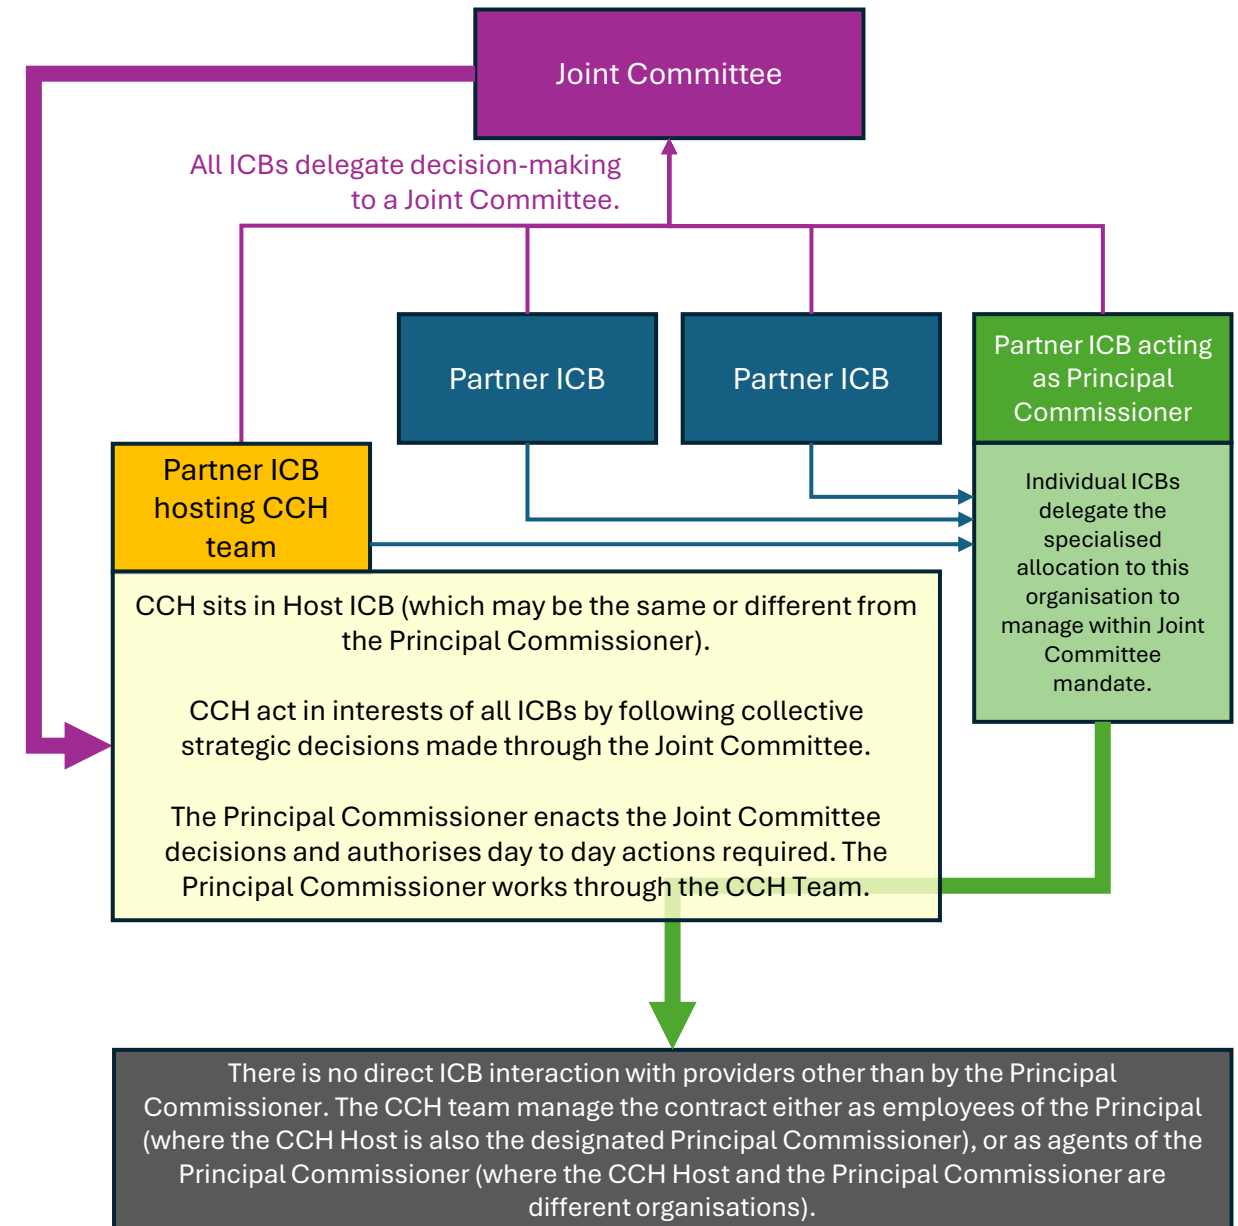 Joint Committee
All ICBs delegate decision-making
to a Joint Committee.
Partner ICB
Partner ICB
Partner ICB acting
as Principal
Commissioner
Partner ICB
hosting CCH
team
Individual ICBs
delegate the
specialised
allocation to this
organisation to
manage within Joint
Committee
mandate.
CCH sits in Host ICB (which may be the same or different from
the Principal Commissioner).
CCH act in interests of all ICBs by following collective
strategic decisions made through the Joint Committee.
The Principal Commissioner enacts the Joint Committee
decisions and authorises day to day actions required. The
Principal Commissioner works through the CCH Team.
There is no direct ICB interaction with providers other than by the Principal
Commissioner. The CCH team manage the contract either as employees of the Principal
(where the CCH Host is also the designated Principal Commissioner), or as agents of the
Principal Commissioner (where the CCH Host and the Principal Commissioner are
different organisations).